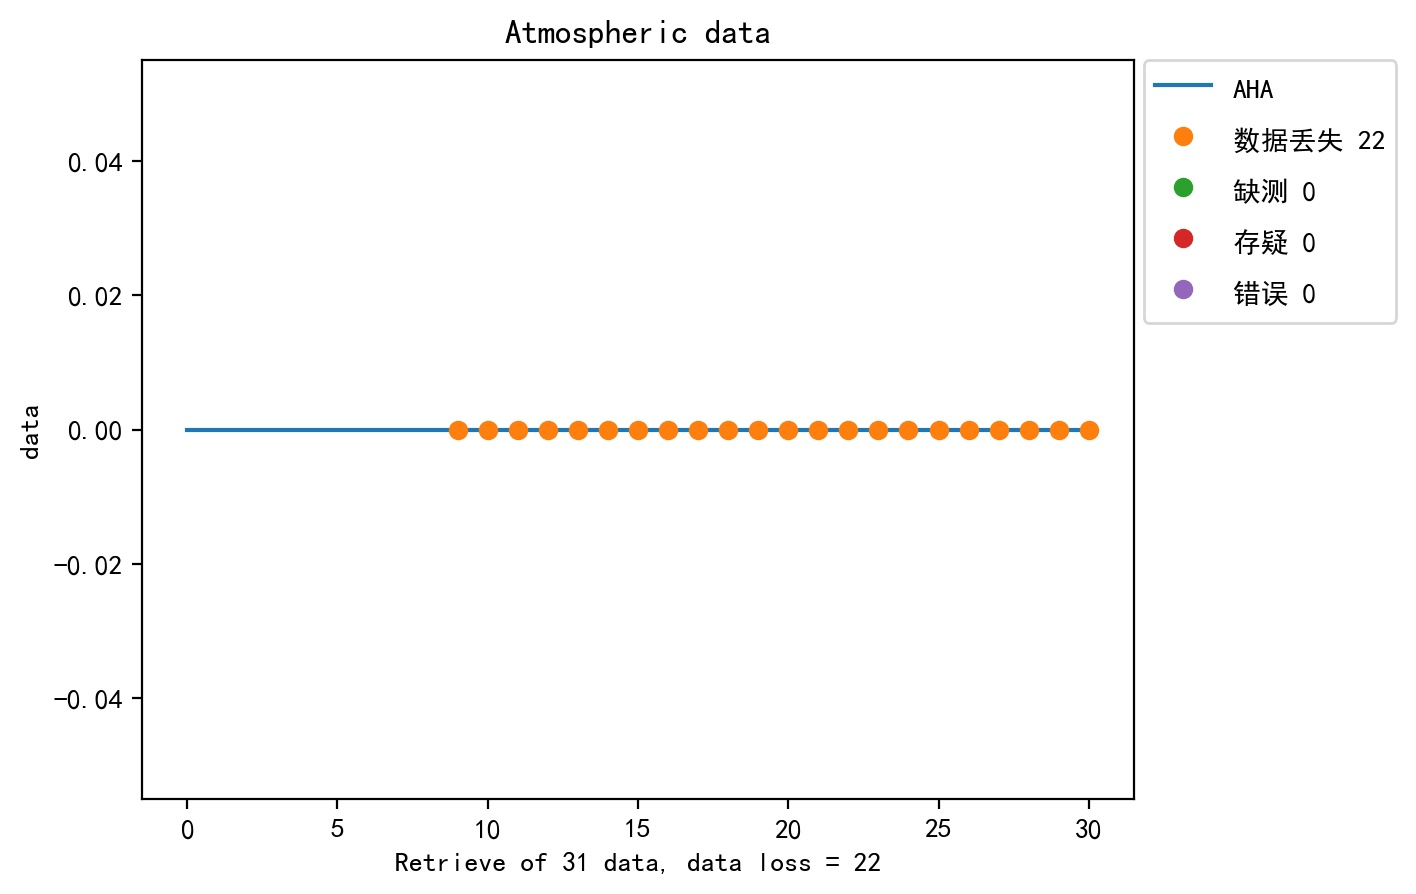 Atmospheric data
AHA
数据丢失 22
缺测 0
存疑 0
错误 0
0.04
0.02
0.00
-0.02
-0.04
data
0 5 10 15 20 25 30
Retrieve of 31 data, data loss = 22